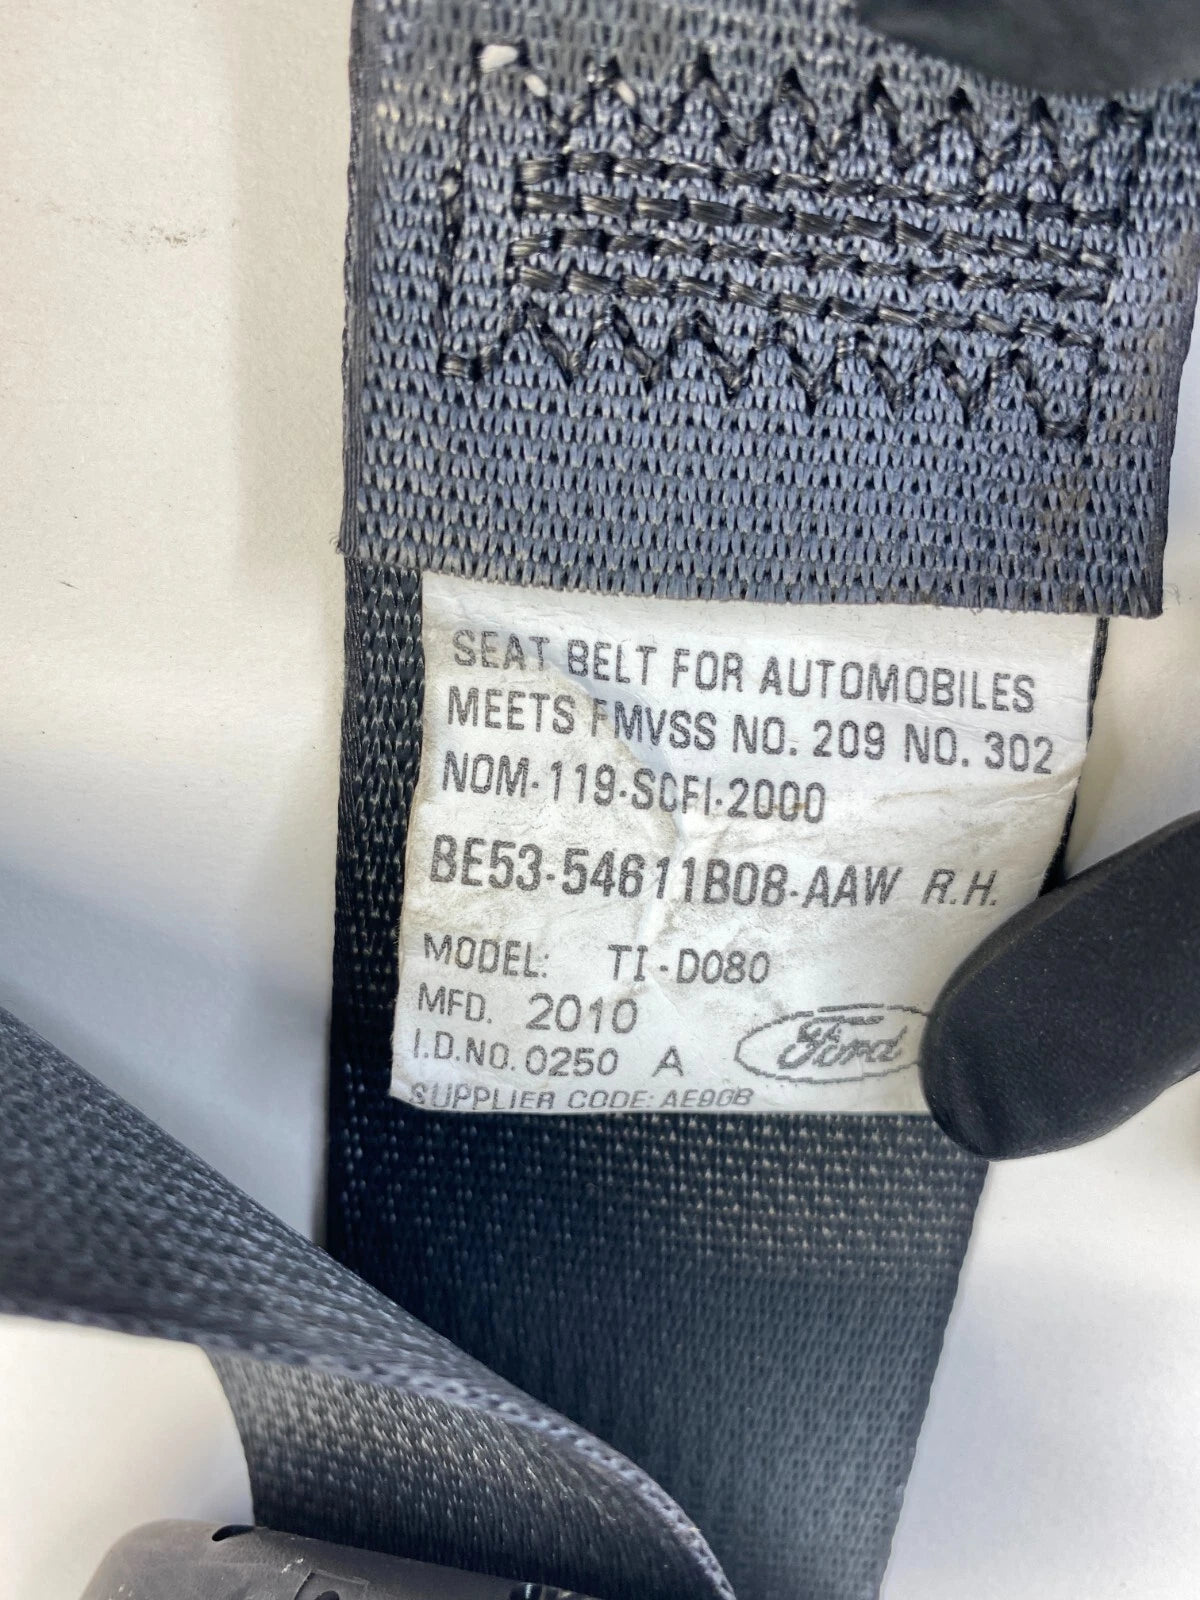 SEAT BELT FOR AUTOMOBILES
MEETS FMVSS NO. 209 NO. 302
NOM-119-SCFI-2000
BE53-54611B08-AAW R.H.
MODEL: TI-D080
MFD. 2010
I.D.NO. 0250 A
Ford
SUPPLIER CODE: